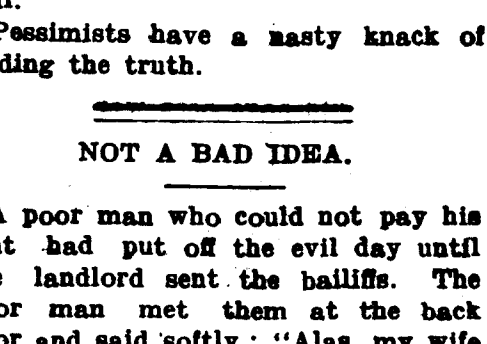 Pessimists have a nasty knack of
ding the truth.
NOT A BAD IDEA.
A poor man who could not pay his
had put off the evil day until
landlord sent the bailiffs. The
or man met them at the back
or and said softly: "Alas, my wife